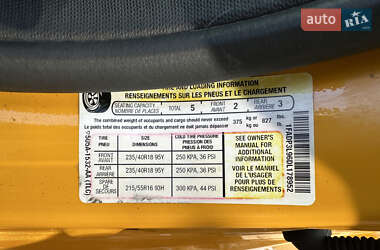 auto RIA.com
TIRE AND LOADING INFORMATION
RENSEIGNEMENTS SUR LES PNEUS ET LE CHARGEMENT
SEATING CAPACITY
NOMBRE DE PLACES
TOTAL 5
FRONT
AVANT 2
REAR
ARRIÈRE 3
The combined weight of occupants and cargo should never exceed 375 kg or 827 lbs.
TIRE
PNEU
SIZE
DIMENSIONS
COLD TIRE PRESSURE
FRONT
AVANT
235/40R18 95Y
250 KPA, 36 PSI
REAR
ARRIÈRE
235/40R18 95Y
250 KPA, 36 PSI
SPARE
DE SECOURS
215/55R16 93H
300 KPA, 44 PSI
SEE OWNER'S
MANUAL FOR
ADDITIONAL
INFORMATION
VOIR LE MANUEL
DE L'USAGER
POUR PLUS DE
RENSEIGNEMENTS